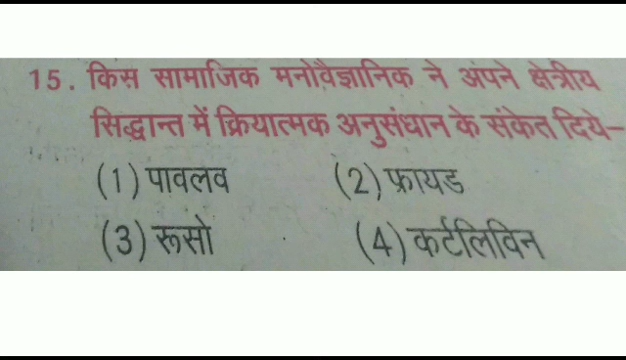 15. किस सामाजिक मनोवैज्ञानिक ने अपने क्षेत्रीय
सिद्धान्त में क्रियात्मक अनुसंधान के संकेत दिये–
(1) पावलव (2) फ्रायड
(3) रूसो (4) कर्टलिविन